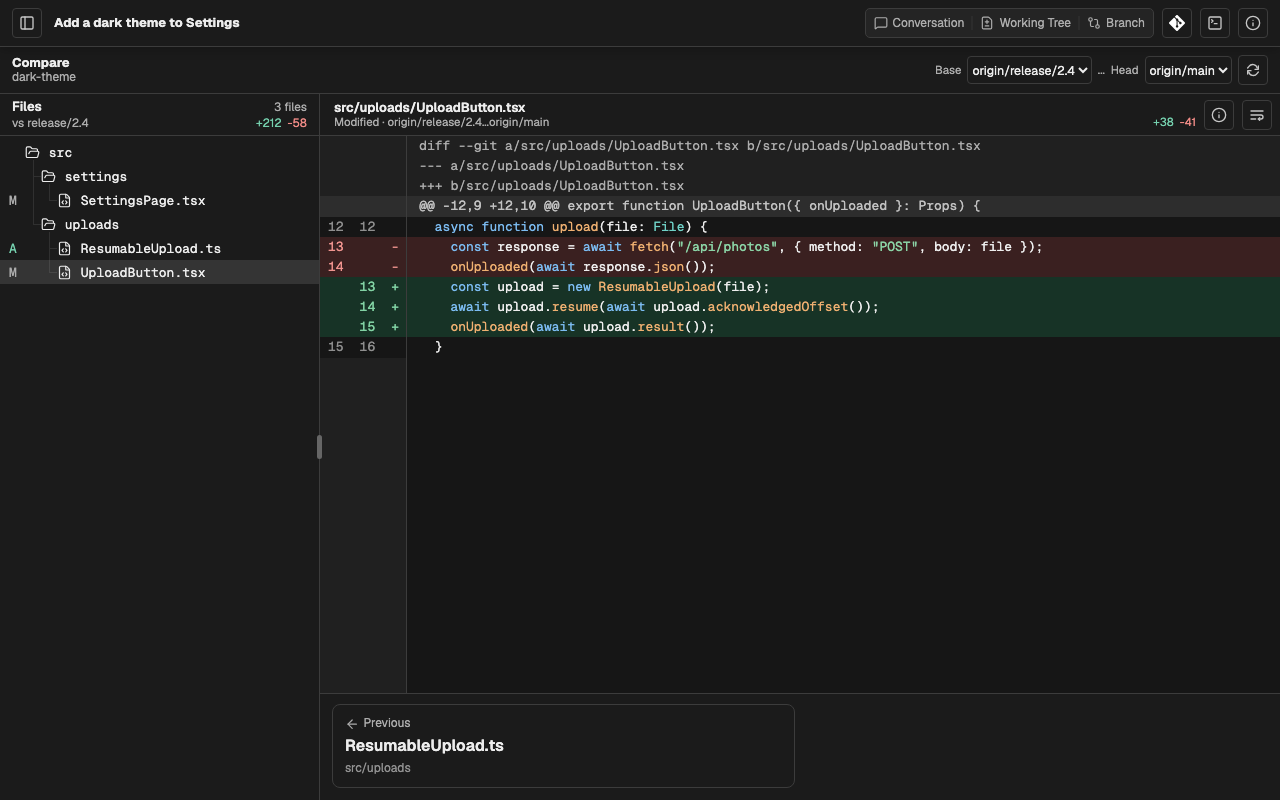 Add a dark theme to Settings
Conversation
Working Tree
Branch
Compare
dark-theme
Base
origin/release/2.4
...
Head
origin/main
Files
3 files
vs release/2.4
+212 -58
src
settings
M SettingsPage.tsx
uploads
A ResumableUpload.ts
M UploadButton.tsx
src/uploads/UploadButton.tsx
Modified · origin/release/2.4...origin/main
+38 -41
diff --git a/src/uploads/UploadButton.tsx b/src/uploads/UploadButton.tsx
--- a/src/uploads/UploadButton.tsx
+++ b/src/uploads/UploadButton.tsx
@@ -12,9 +12,10 @@ export function UploadButton({ onUploaded }: Props) {
12 12 async function upload(file: File) {
13 - const response = await fetch("/api/photos", { method: "POST", body: file });
14 - onUploaded(await response.json());
13 + const upload = new ResumableUpload(file);
14 + await upload.resume(await upload.acknowledgedOffset());
15 + onUploaded(await upload.result());
15 16 }
Previous
ResumableUpload.ts
src/uploads